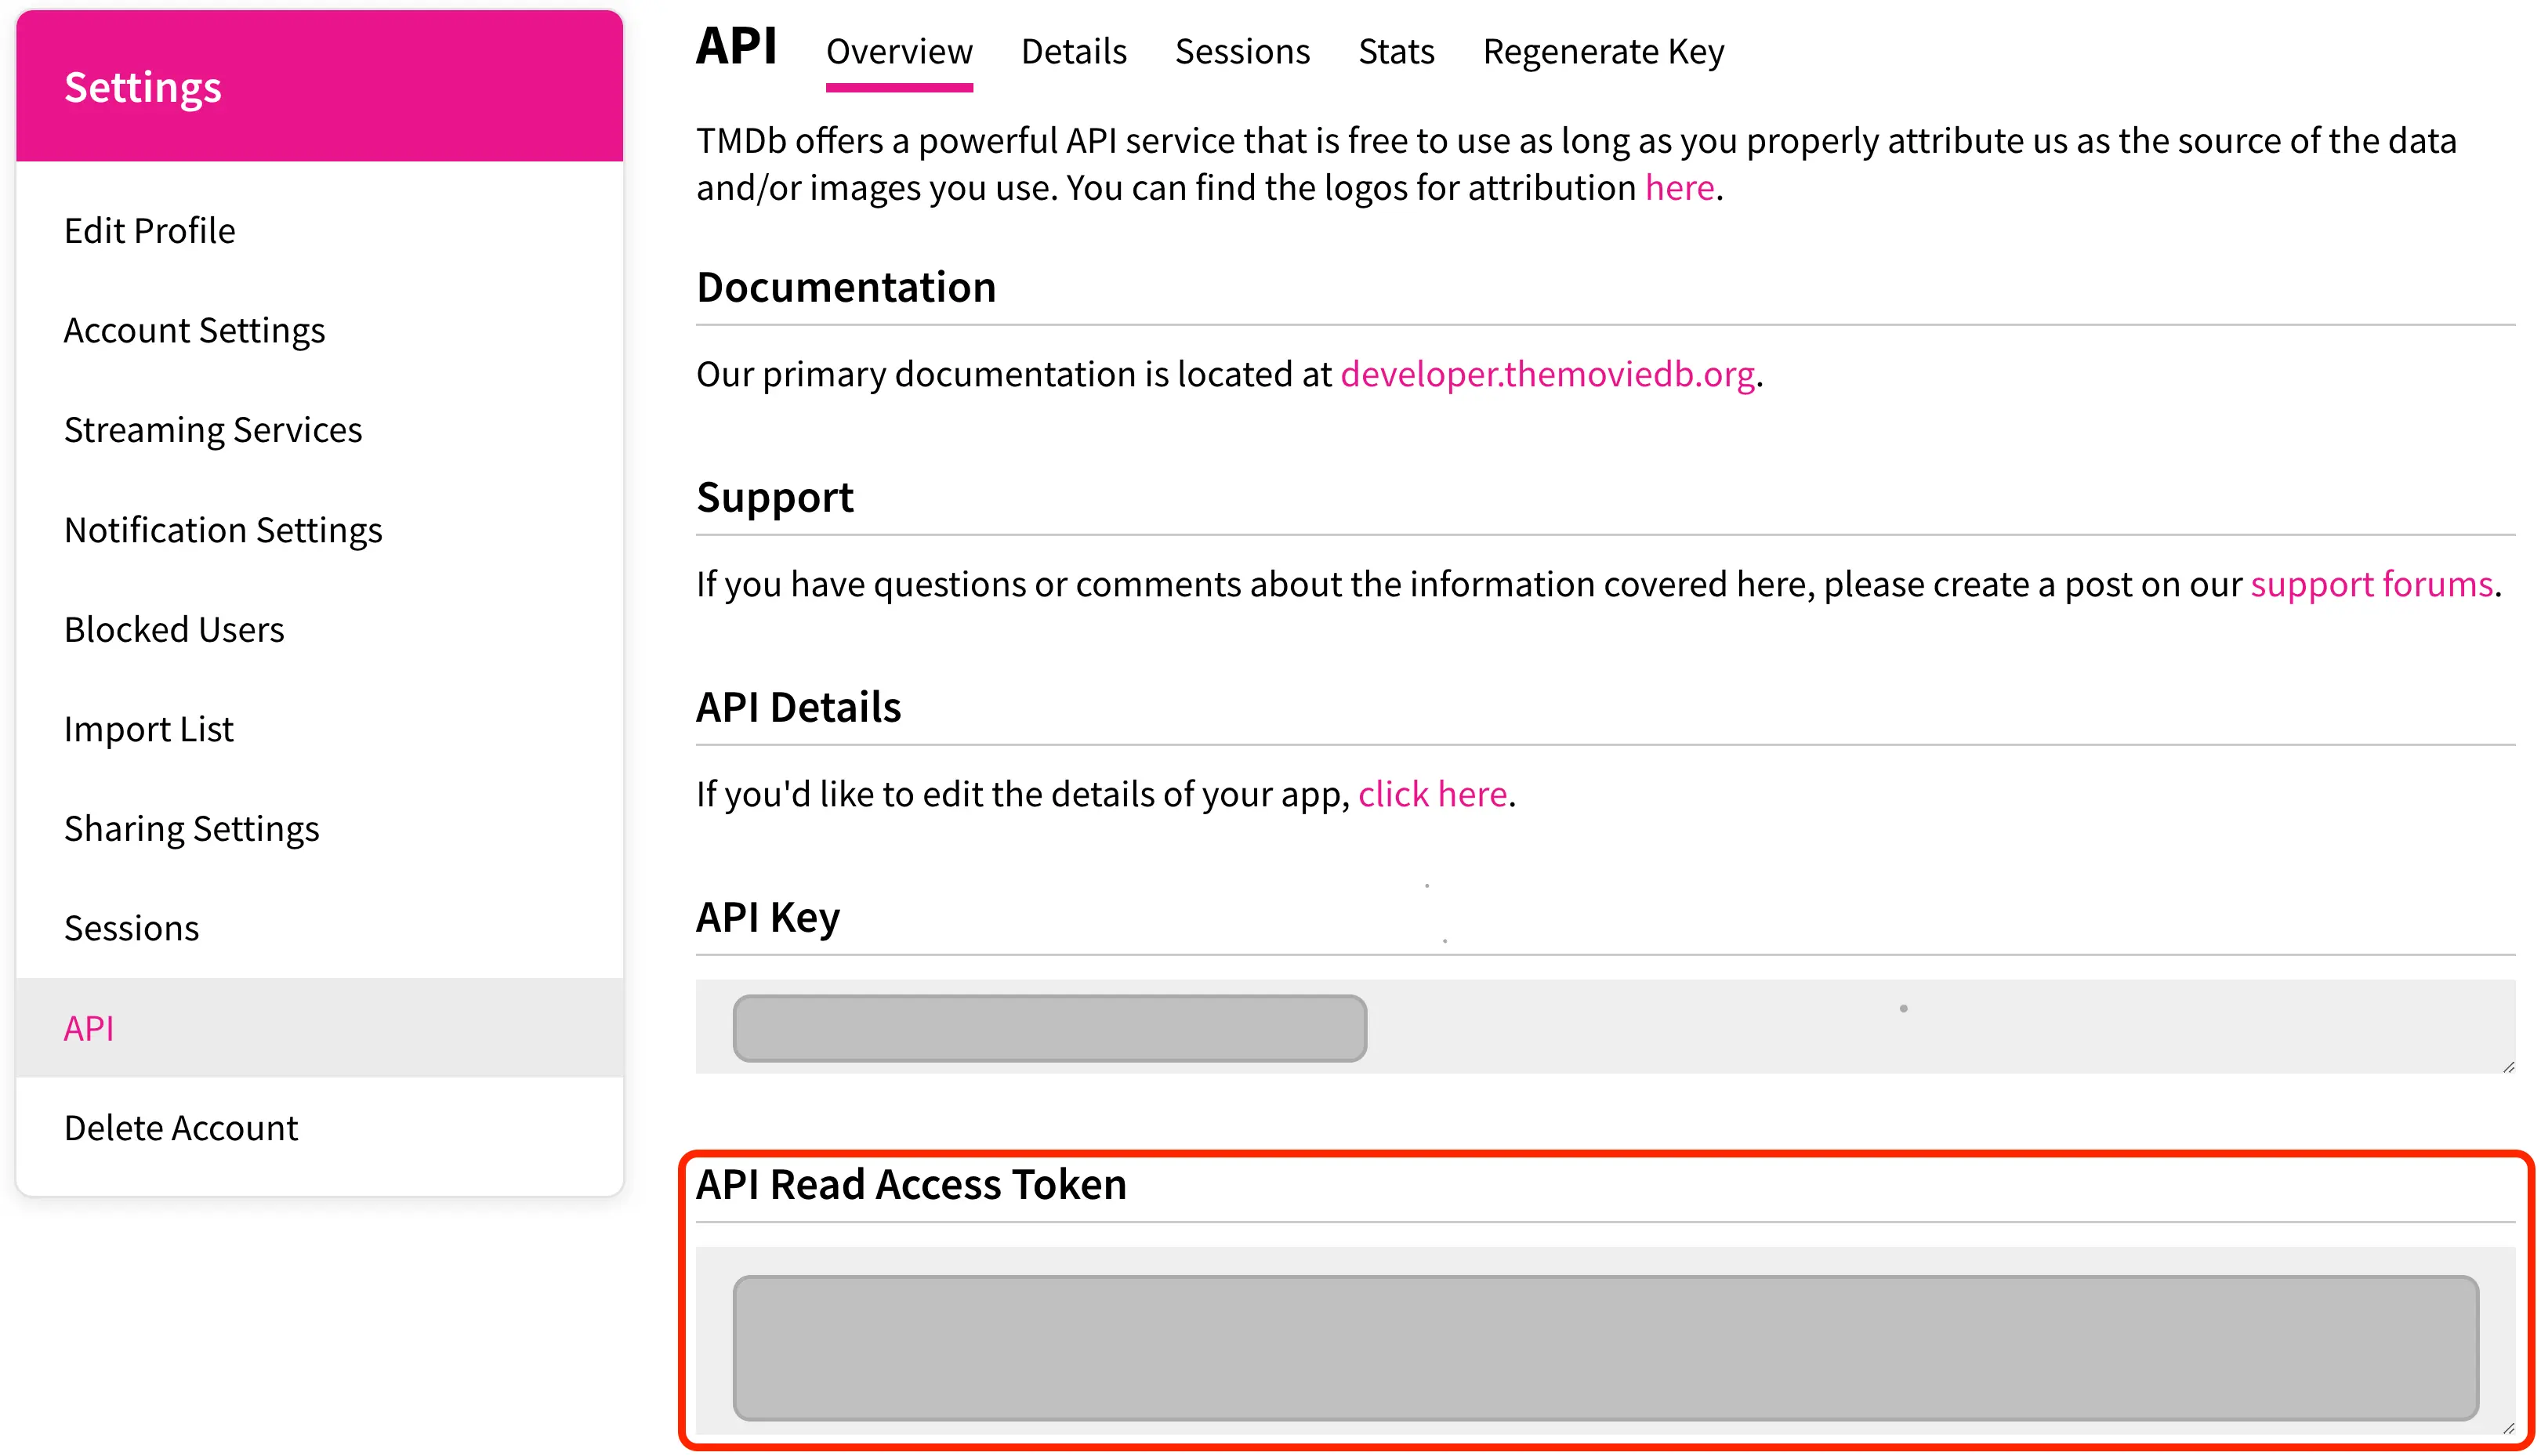 Settings
Edit Profile
Account Settings
Streaming Services
Notification Settings
Blocked Users
Import List
Sharing Settings
Sessions
API
Delete Account
API Overview Details Sessions Stats Regenerate Key
TMDb offers a powerful API service that is free to use as long as you properly attribute us as the source of the data
and/or images you use. You can find the logos for attribution here.
Documentation
Our primary documentation is located at developer.themoviedb.org.
Support
If you have questions or comments about the information covered here, please create a post on our support forums.
API Details
If you'd like to edit the details of your app, click here.
API Key
API Read Access Token